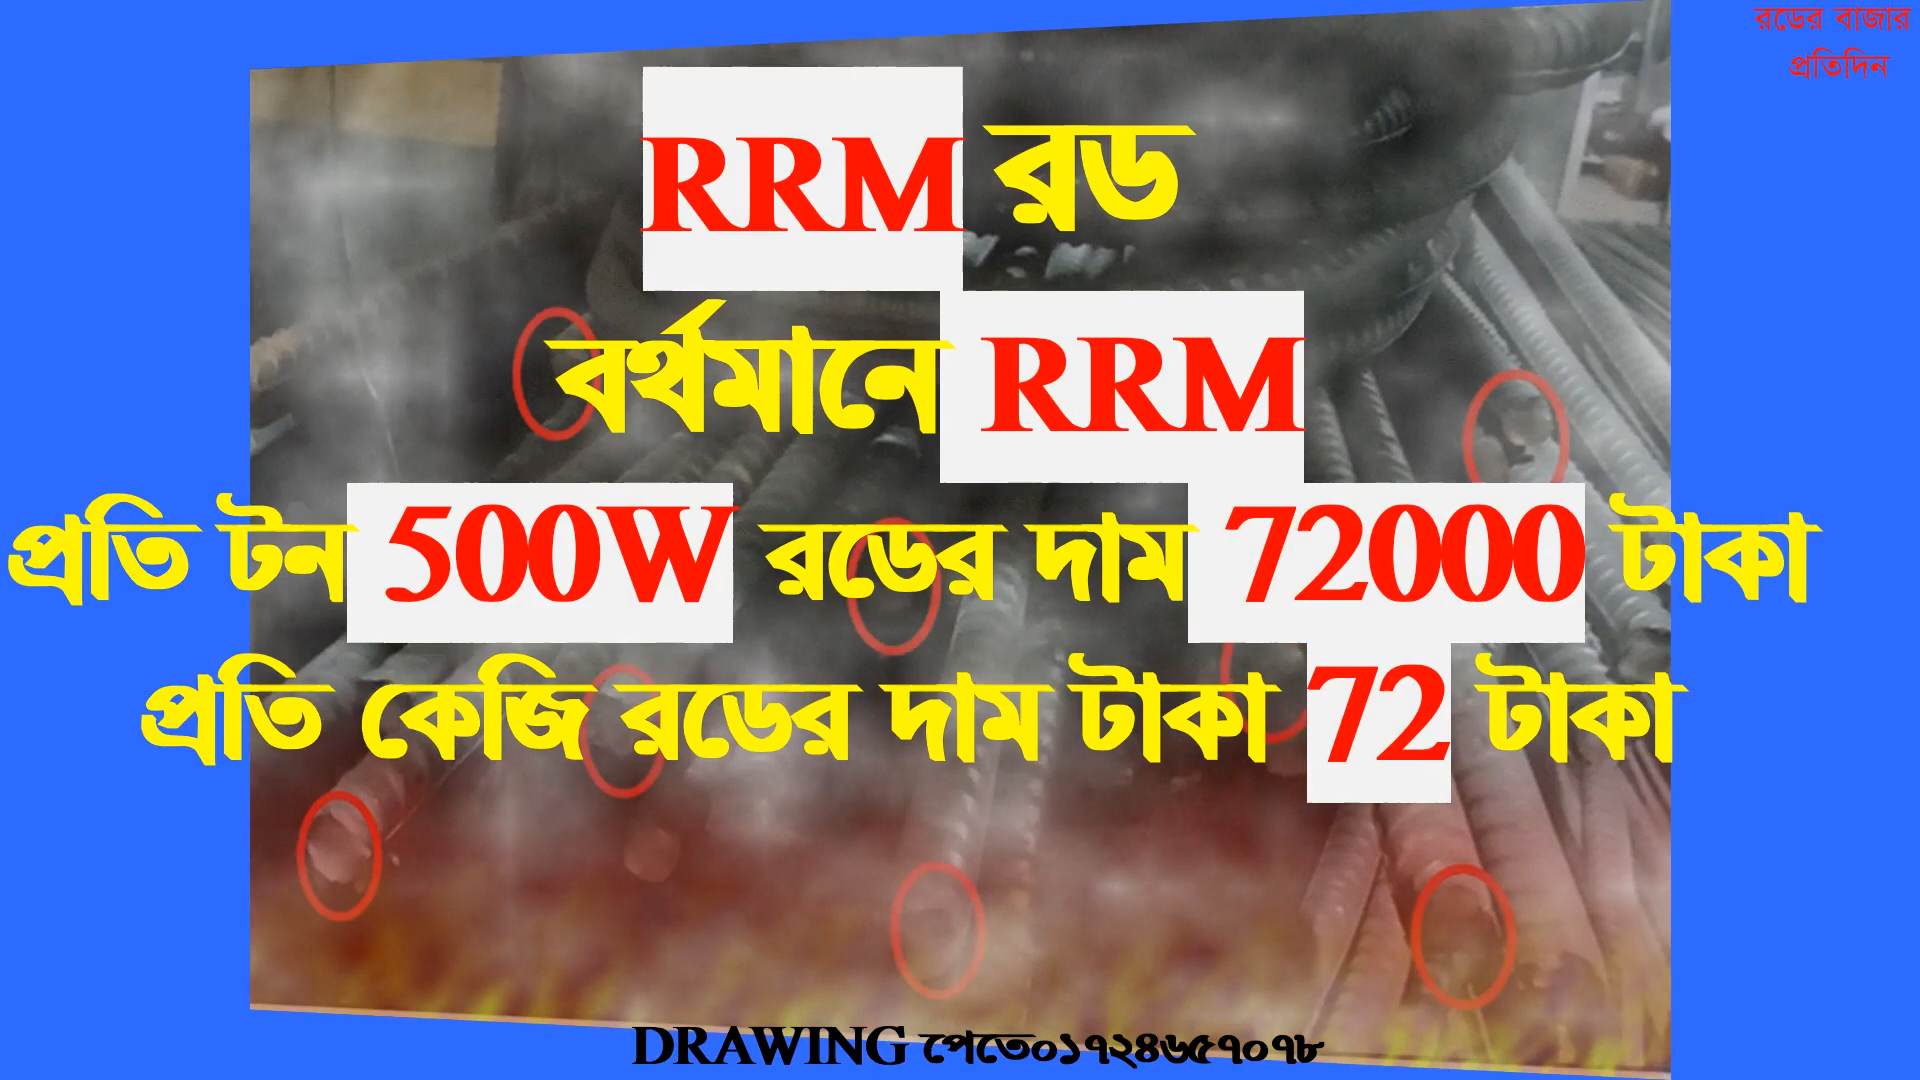 রডের বাজার
প্রতিদিন
RRM রড
বর্থমানে RRM
প্রতি টন 500W রডের দাম 72000 টাকা
প্রতি কেজি রডের দাম টাকা 72 টাকা
DRAWING পেতে০১৭২৪৬৫৭০৭৮